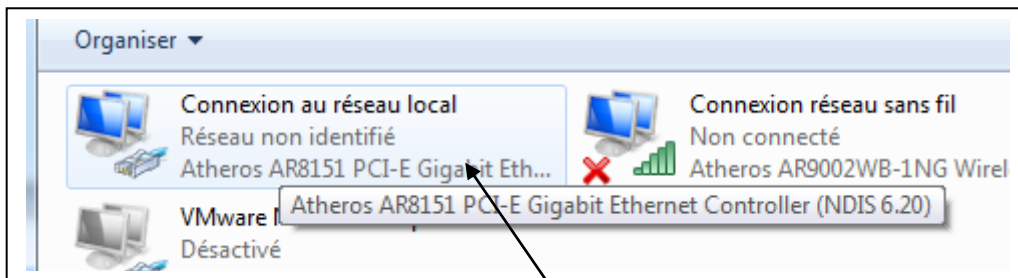 Organiser
Connexion au réseau local
Réseau non identifié
Atheros AR8151 PCI-E Gigabit Eth...
Connexion réseau sans fil
Non connecté
Atheros AR9002WB-1NG
Atheros AR8151 PCI-E Gigabit Ethernet Controller (NDIS 6.20)
VMware
Désactivé